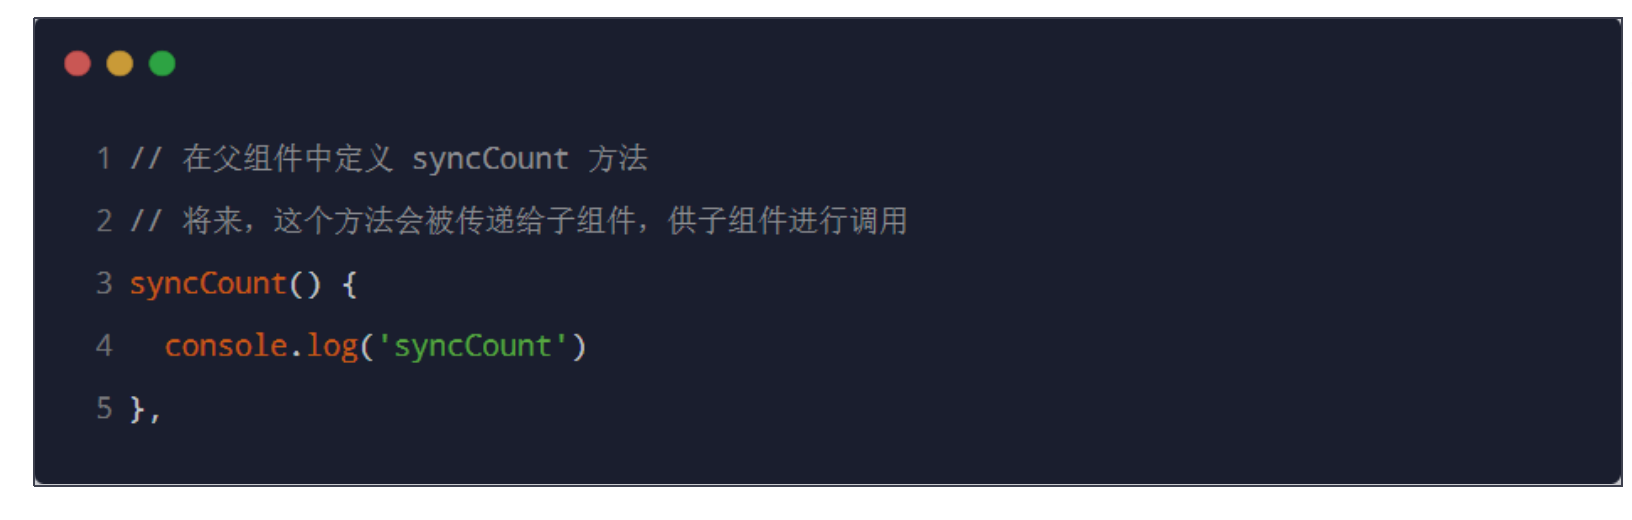 1 // 在父组件中定义 syncCount 方法
2 // 将来，这个方法会被传递给子组件，供子组件进行调用
3 syncCount() {
4   console.log('syncCount')
5 },